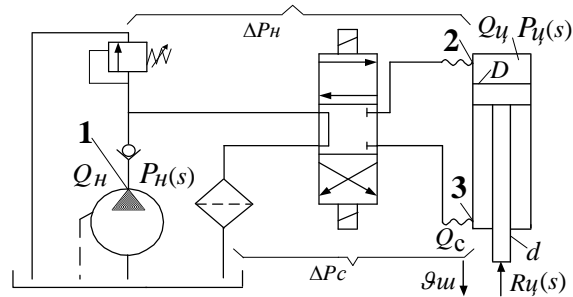 ΔPн
Qц Pц(s)
2
D
1
Qн Pн(s)
3
Qс
d
ΔPс
ϑш Rц(s)